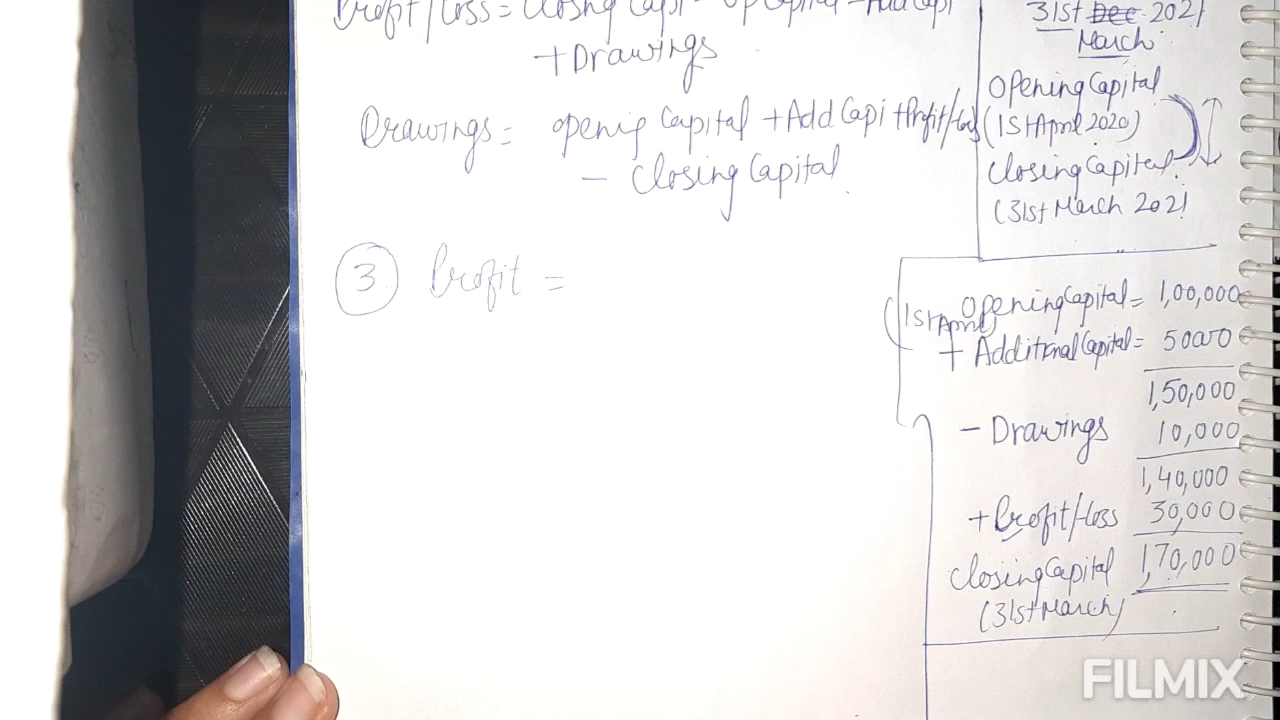 Profit/Loss = Closing Capi - Op Capital - Add Capi
+ Drawings
Drawings = openig Capital + Add Capi + Profit/Loss
- Closing Capital
3 Profit =
31st Dec 2021
March
Opening Capital
(1st April 2020)
Closing Capital
(31st March 2021
Opening Capital = 1,00,000
(1st April)
+ Additional Capital = 50000
1,50,000
- Drawings 10,000
1,40,000
+ Profit/Loss 30,000
Closing Capital 1,70,000
(31st March)
FILMIX